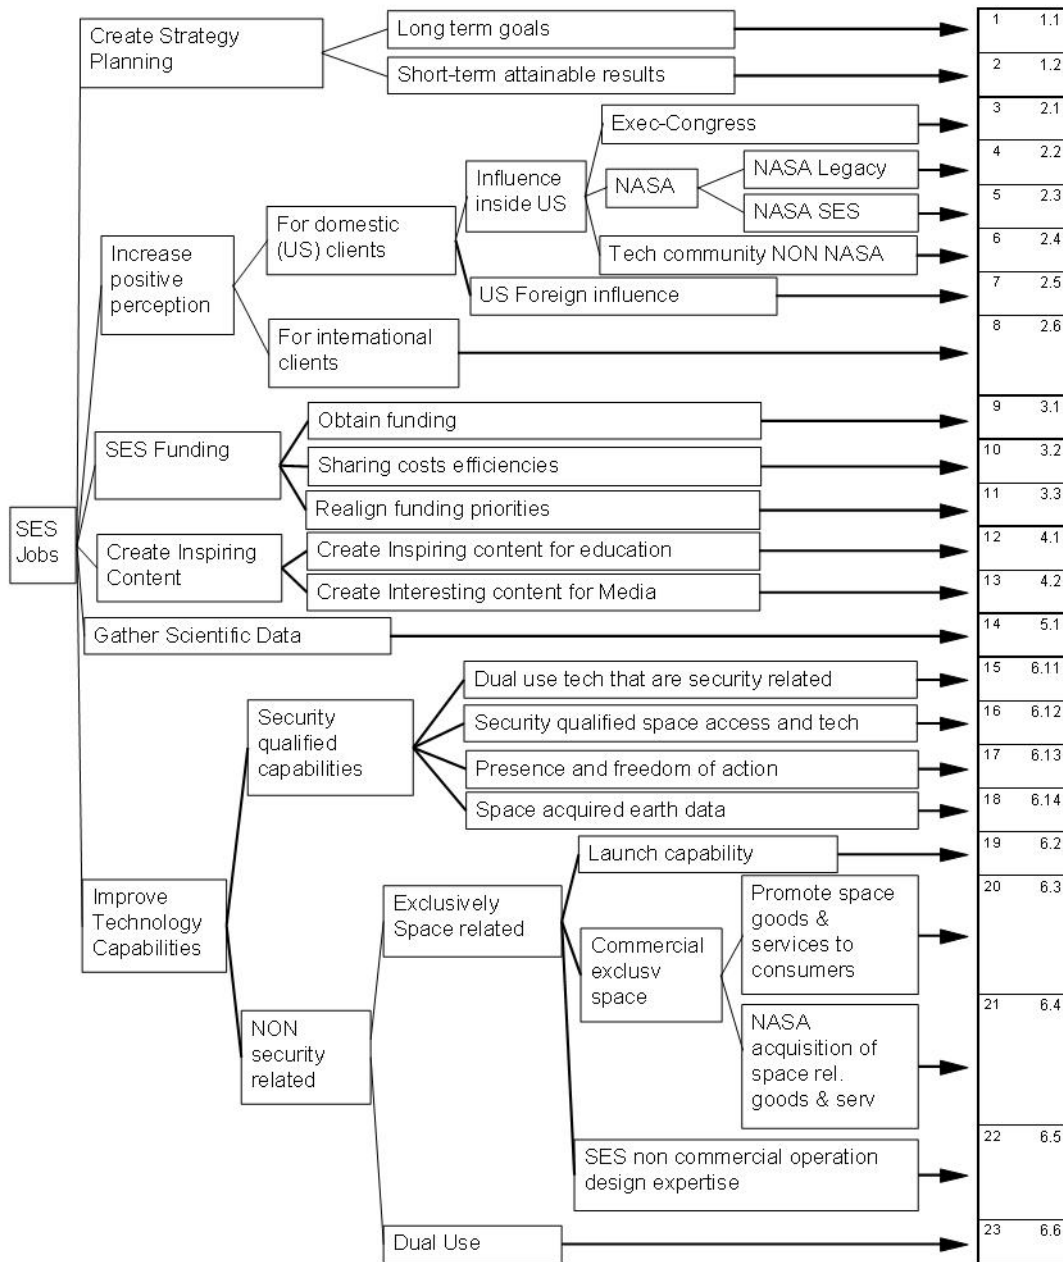 Create Strategy
Planning
Long term goals
1 1.1
Short-term attainable results
2 1.2
Increase
positive
perception
For domestic
(US) clients
Influence
inside US
Exec-Congress
3 2.1
NASA
NASA Legacy
4 2.2
NASA SES
5 2.3
Tech community NON NASA
6 2.4
US Foreign influence
7 2.5
For international
clients
8 2.6
SES Funding
Obtain funding
9 3.1
Sharing costs efficiencies
10 3.2
Realign funding priorities
11 3.3
SES
Jobs
Create Inspiring
Content
Create Inspiring content for education
12 4.1
Create Interesting content for Media
13 4.2
Gather Scientific Data
14 5.1
Improve
Technology
Capabilities
Security
qualified
capabilities
Dual use tech that are security related
15 6.11
Security qualified space access and tech
16 6.12
Presence and freedom of action
17 6.13
Space acquired earth data
18 6.14
NON
security
related
Exclusively
Space related
Launch capability
19 6.2
Commercial
exclusv
space
Promote space
goods &
services to
consumers
20 6.3
NASA
acquisition of
space rel.
goods & serv
21 6.4
SES non commercial operation
design expertise
22 6.5
Dual Use
23 6.6